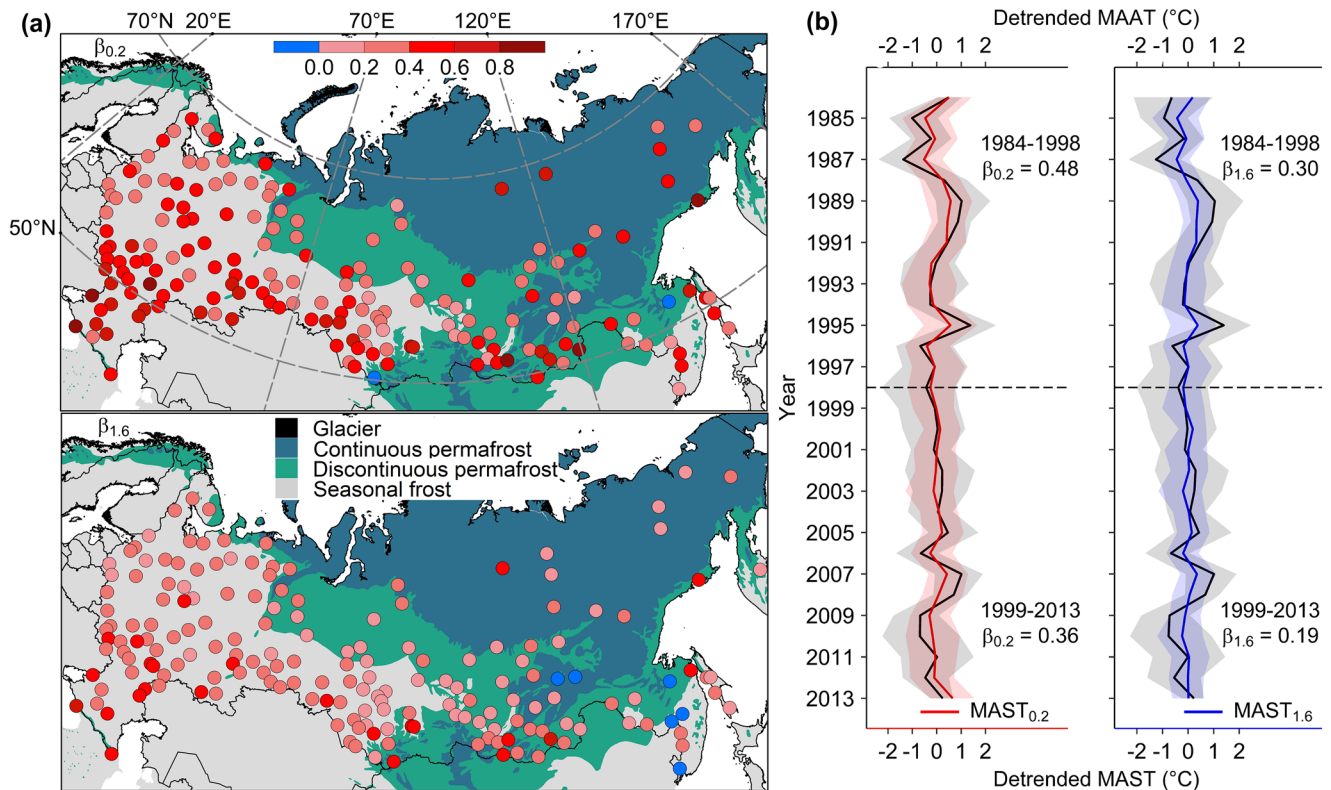 (a)
70°N 20°E 70°E 120°E 170°E
β0.2
0.0 0.2 0.4 0.6 0.8
50°N
β1.6
Glacier
Continuous permafrost
Discontinuous permafrost
Seasonal frost
(b)
Detrended MAAT (°C)
-2 -1 0 1 2
-2 -1 0 1 2
Year
1985
1987
1989
1991
1993
1995
1997
1999
2001
2003
2005
2007
2009
2011
2013
1984-1998
β0.2 = 0.48
1999-2013
β0.2 = 0.36
MAST0.2
1984-1998
β1.6 = 0.30
1999-2013
β1.6 = 0.19
MAST1.6
-2 -1 0 1 2
-2 -1 0 1 2
Detrended MAST (°C)